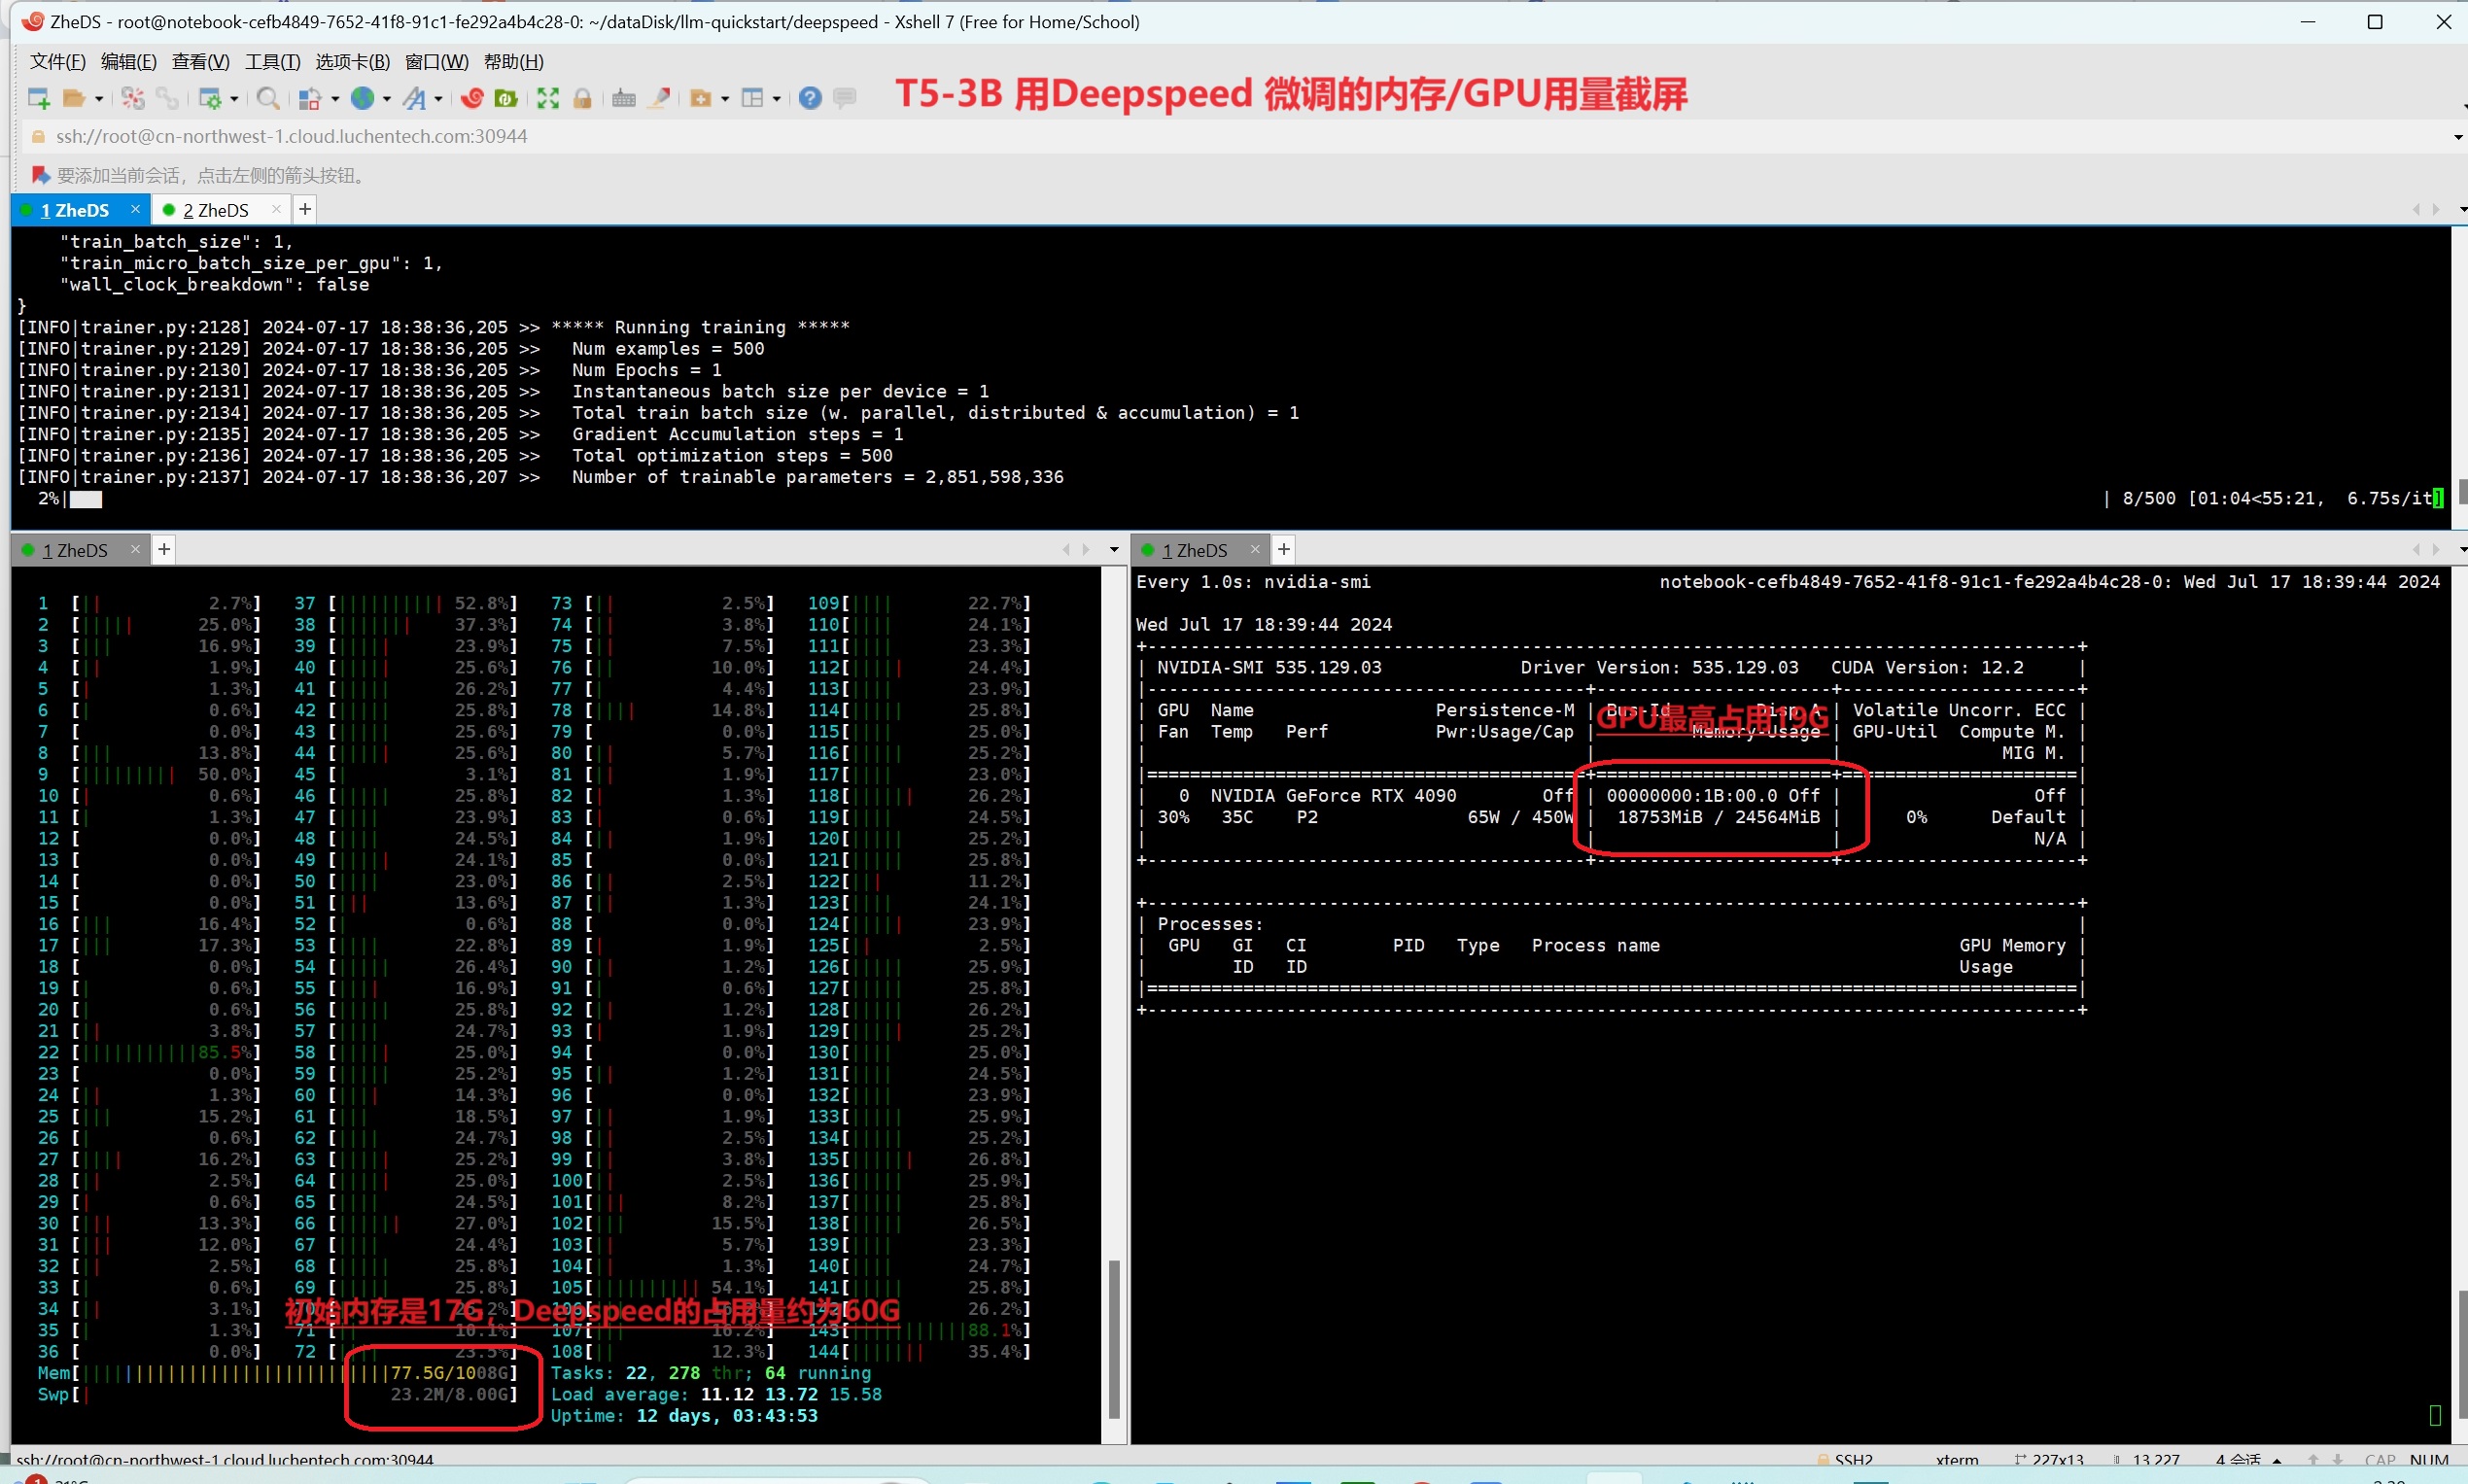 ZheDS - root@notebook-cefb4849-7652-41f8-91c1-fe292a4b4c28-0: ~/dataDisk/llm-quickstart/deepspeed - Xshell 7 (Free for Home/School)
文件(F) 编辑(E) 查看(V) 工具(T) 选项卡(B) 窗口(W) 帮助(H)
T5-3B 用Deepspeed 微调的内存/GPU用量截屏
ssh://root@cn-northwest-1.cloud.luchentech.com:30944
要添加当前会话，点击左侧的箭头按钮。
1 ZheDS × 2 ZheDS × +
"train_batch_size": 1,
"train_micro_batch_size_per_gpu": 1,
"wall_clock_breakdown": false
}
[INFO|trainer.py:2128] 2024-07-17 18:38:36,205 >> ***** Running training *****
[INFO|trainer.py:2129] 2024-07-17 18:38:36,205 >> Num examples = 500
[INFO|trainer.py:2130] 2024-07-17 18:38:36,205 >> Num Epochs = 1
[INFO|trainer.py:2131] 2024-07-17 18:38:36,205 >> Instantaneous batch size per device = 1
[INFO|trainer.py:2134] 2024-07-17 18:38:36,205 >> Total train batch size (w. parallel, distributed & accumulation) = 1
[INFO|trainer.py:2135] 2024-07-17 18:38:36,205 >> Gradient Accumulation steps = 1
[INFO|trainer.py:2136] 2024-07-17 18:38:36,205 >> Total optimization steps = 500
[INFO|trainer.py:2137] 2024-07-17 18:38:36,207 >> Number of trainable parameters = 2,851,598,336
2%| | 8/500 [01:04<55:21, 6.75s/it]
1 ZheDS × +
1 [ 2.7%] 37 [ 52.8%] 73 [ 2.5%] 109[ 22.7%]
2 [ 25.0%] 38 [ 37.3%] 74 [ 3.8%] 110[ 24.1%]
3 [ 16.9%] 39 [ 23.9%] 75 [ 7.5%] 111[ 23.3%]
4 [ 1.9%] 40 [ 25.6%] 76 [ 10.0%] 112[ 24.4%]
5 [ 1.3%] 41 [ 26.2%] 77 [ 4.4%] 113[ 23.9%]
6 [ 0.6%] 42 [ 25.8%] 78 [ 14.8%] 114[ 25.8%]
7 [ 0.0%] 43 [ 25.6%] 79 [ 0.0%] 115[ 25.0%]
8 [ 13.8%] 44 [ 25.6%] 80 [ 5.7%] 116[ 25.2%]
9 [ 50.0%] 45 [ 3.1%] 81 [ 1.9%] 117[ 23.0%]
10 [ 0.6%] 46 [ 25.8%] 82 [ 1.3%] 118[ 26.2%]
11 [ 1.3%] 47 [ 23.9%] 83 [ 0.6%] 119[ 24.5%]
12 [ 0.0%] 48 [ 24.5%] 84 [ 1.9%] 120[ 25.2%]
13 [ 0.0%] 49 [ 24.1%] 85 [ 0.0%] 121[ 25.8%]
14 [ 0.0%] 50 [ 23.0%] 86 [ 2.5%] 122[ 11.2%]
15 [ 0.0%] 51 [ 13.6%] 87 [ 1.3%] 123[ 24.1%]
16 [ 16.4%] 52 [ 0.6%] 88 [ 0.0%] 124[ 23.9%]
17 [ 17.3%] 53 [ 22.8%] 89 [ 1.9%] 125[ 2.5%]
18 [ 0.0%] 54 [ 26.4%] 90 [ 1.2%] 126[ 25.9%]
19 [ 0.6%] 55 [ 16.9%] 91 [ 0.6%] 127[ 25.8%]
20 [ 0.6%] 56 [ 25.8%] 92 [ 1.2%] 128[ 26.2%]
21 [ 3.8%] 57 [ 24.7%] 93 [ 1.9%] 129[ 25.2%]
22 [ 85.5%] 58 [ 25.0%] 94 [ 0.0%] 130[ 25.0%]
23 [ 0.0%] 59 [ 25.2%] 95 [ 1.2%] 131[ 24.5%]
24 [ 1.3%] 60 [ 14.3%] 96 [ 0.0%] 132[ 23.9%]
25 [ 15.2%] 61 [ 18.5%] 97 [ 1.9%] 133[ 25.9%]
26 [ 0.6%] 62 [ 24.7%] 98 [ 2.5%] 134[ 25.2%]
27 [ 16.2%] 63 [ 25.2%] 99 [ 3.8%] 135[ 26.8%]
28 [ 2.5%] 64 [ 25.0%] 100[ 2.5%] 136[ 25.9%]
29 [ 0.6%] 65 [ 24.5%] 101[ 8.2%] 137[ 25.8%]
30 [ 13.3%] 66 [ 27.0%] 102[ 15.5%] 138[ 26.5%]
31 [ 12.0%] 67 [ 24.4%] 103[ 5.7%] 139[ 23.3%]
32 [ 2.5%] 68 [ 25.8%] 104[ 1.3%] 140[ 24.7%]
33 [ 0.6%] 69 [ 25.8%] 105[ 54.1%] 141[ 25.8%]
34 [ 3.1%] 26.2%]
初始内存是17G，Deepspeed的占用量约为60G
35 [ 1.3%] 71 [ 10.1%] 107[ 16.2%] 143[ 88.1%]
36 [ 0.0%] 72 [ 23.5%] 108[ 12.3%] 144[ 35.4%]
Mem[ 77.5G/1008G] Tasks: 22, 278 thr; 64 running
Swp[ 23.2M/8.00G] Load average: 11.12 13.72 15.58
Uptime: 12 days, 03:43:53
1 ZheDS × +
Every 1.0s: nvidia-smi notebook-cefb4849-7652-41f8-91c1-fe292a4b4c28-0: Wed Jul 17 18:39:44 2024
Wed Jul 17 18:39:44 2024
NVIDIA-SMI 535.129.03 Driver Version: 535.129.03 CUDA Version: 12.2
GPU Name Persistence-M | Bus-Id Disp.A | Volatile Uncorr. ECC
GPU最高占用19G
Fan Temp Perf Pwr:Usage/Cap | Memory-Usage | GPU-Util Compute M.
MIG M.
0 NVIDIA GeForce RTX 4090 Off | 00000000:1B:00.0 Off | Off
30% 35C P2 65W / 450W | 18753MiB / 24564MiB | 0% Default
N/A
Processes:
GPU GI CI PID Type Process name GPU Memory
ID ID Usage
ssh://root@cn-northwest-1.cloud.luchentech.com:30944 SSH2 xterm 227x13 13,227 4 会话 CAP NUM